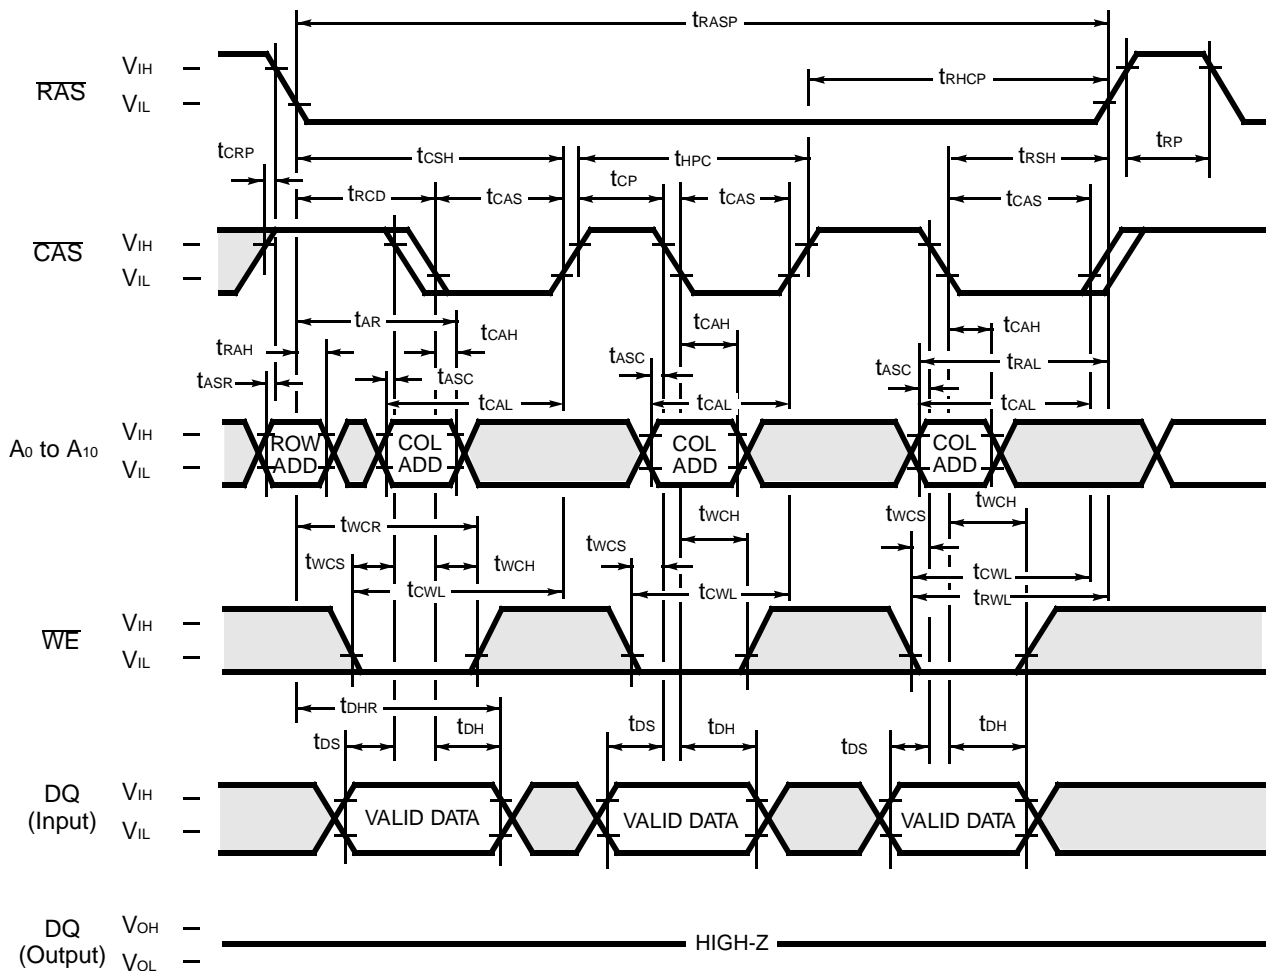 tRASP
RAS
VIH
VIL
tRHCP
tCRP
tCSH
tHPC
tRSH
tRP
tRCD
tCAS
tCP
tCAS
tCAS
CAS
VIH
VIL
tAR
tCAH
tCAH
tCAH
tRAH
tASR
tASC
tASC
tASC
tRAL
tCAL
tCAL
tCAL
A0 to A10
VIH
VIL
ROW
ADD
COL
ADD
COL
ADD
COL
ADD
tWCR
tWCH
tWCS
tWCH
tWCS
tWCH
tWCS
tCWL
tCWL
tCWL
tRWL
WE
VIH
VIL
tDHR
tDS
tDH
tDS
tDH
tDS
tDH
DQ
(Input)
VIH
VIL
VALID DATA
VALID DATA
VALID DATA
DQ
(Output)
VOH
VOL
HIGH-Z